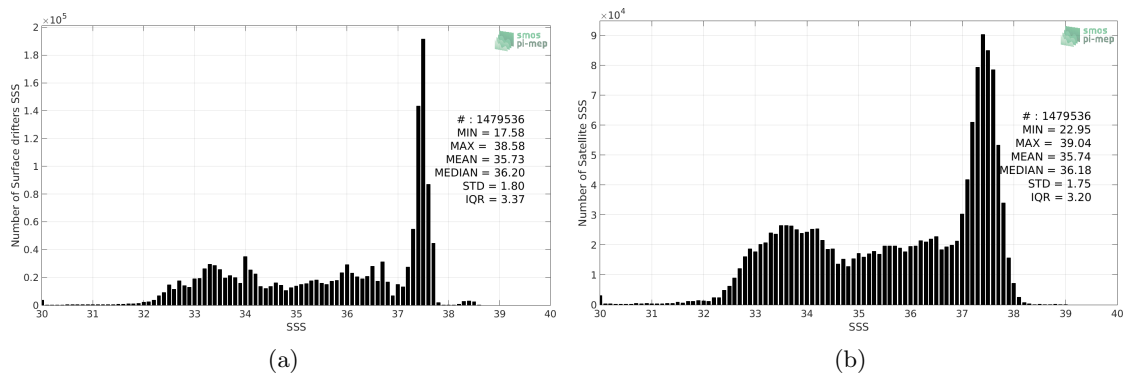 ×10⁵
2
1.8
1.6
1.4
1.2
1
0.8
0.6
0.4
0.2
0
Number of Surface drifters SSS
30 31 32 33 34 35 36 37 38 39 40
SSS
smos
pi-mep
# : 1479536
MIN = 17.58
MAX = 38.58
MEAN = 35.73
MEDIAN = 36.20
STD = 1.80
IQR = 3.37
(a)
×10⁴
10
9
8
7
6
5
4
3
2
1
0
Number of Satellite SSS
30 31 32 33 34 35 36 37 38 39 40
SSS
smos
pi-mep
# : 1479536
MIN = 22.95
MAX = 39.04
MEAN = 35.74
MEDIAN = 36.18
STD = 1.75
IQR = 3.20
(b)